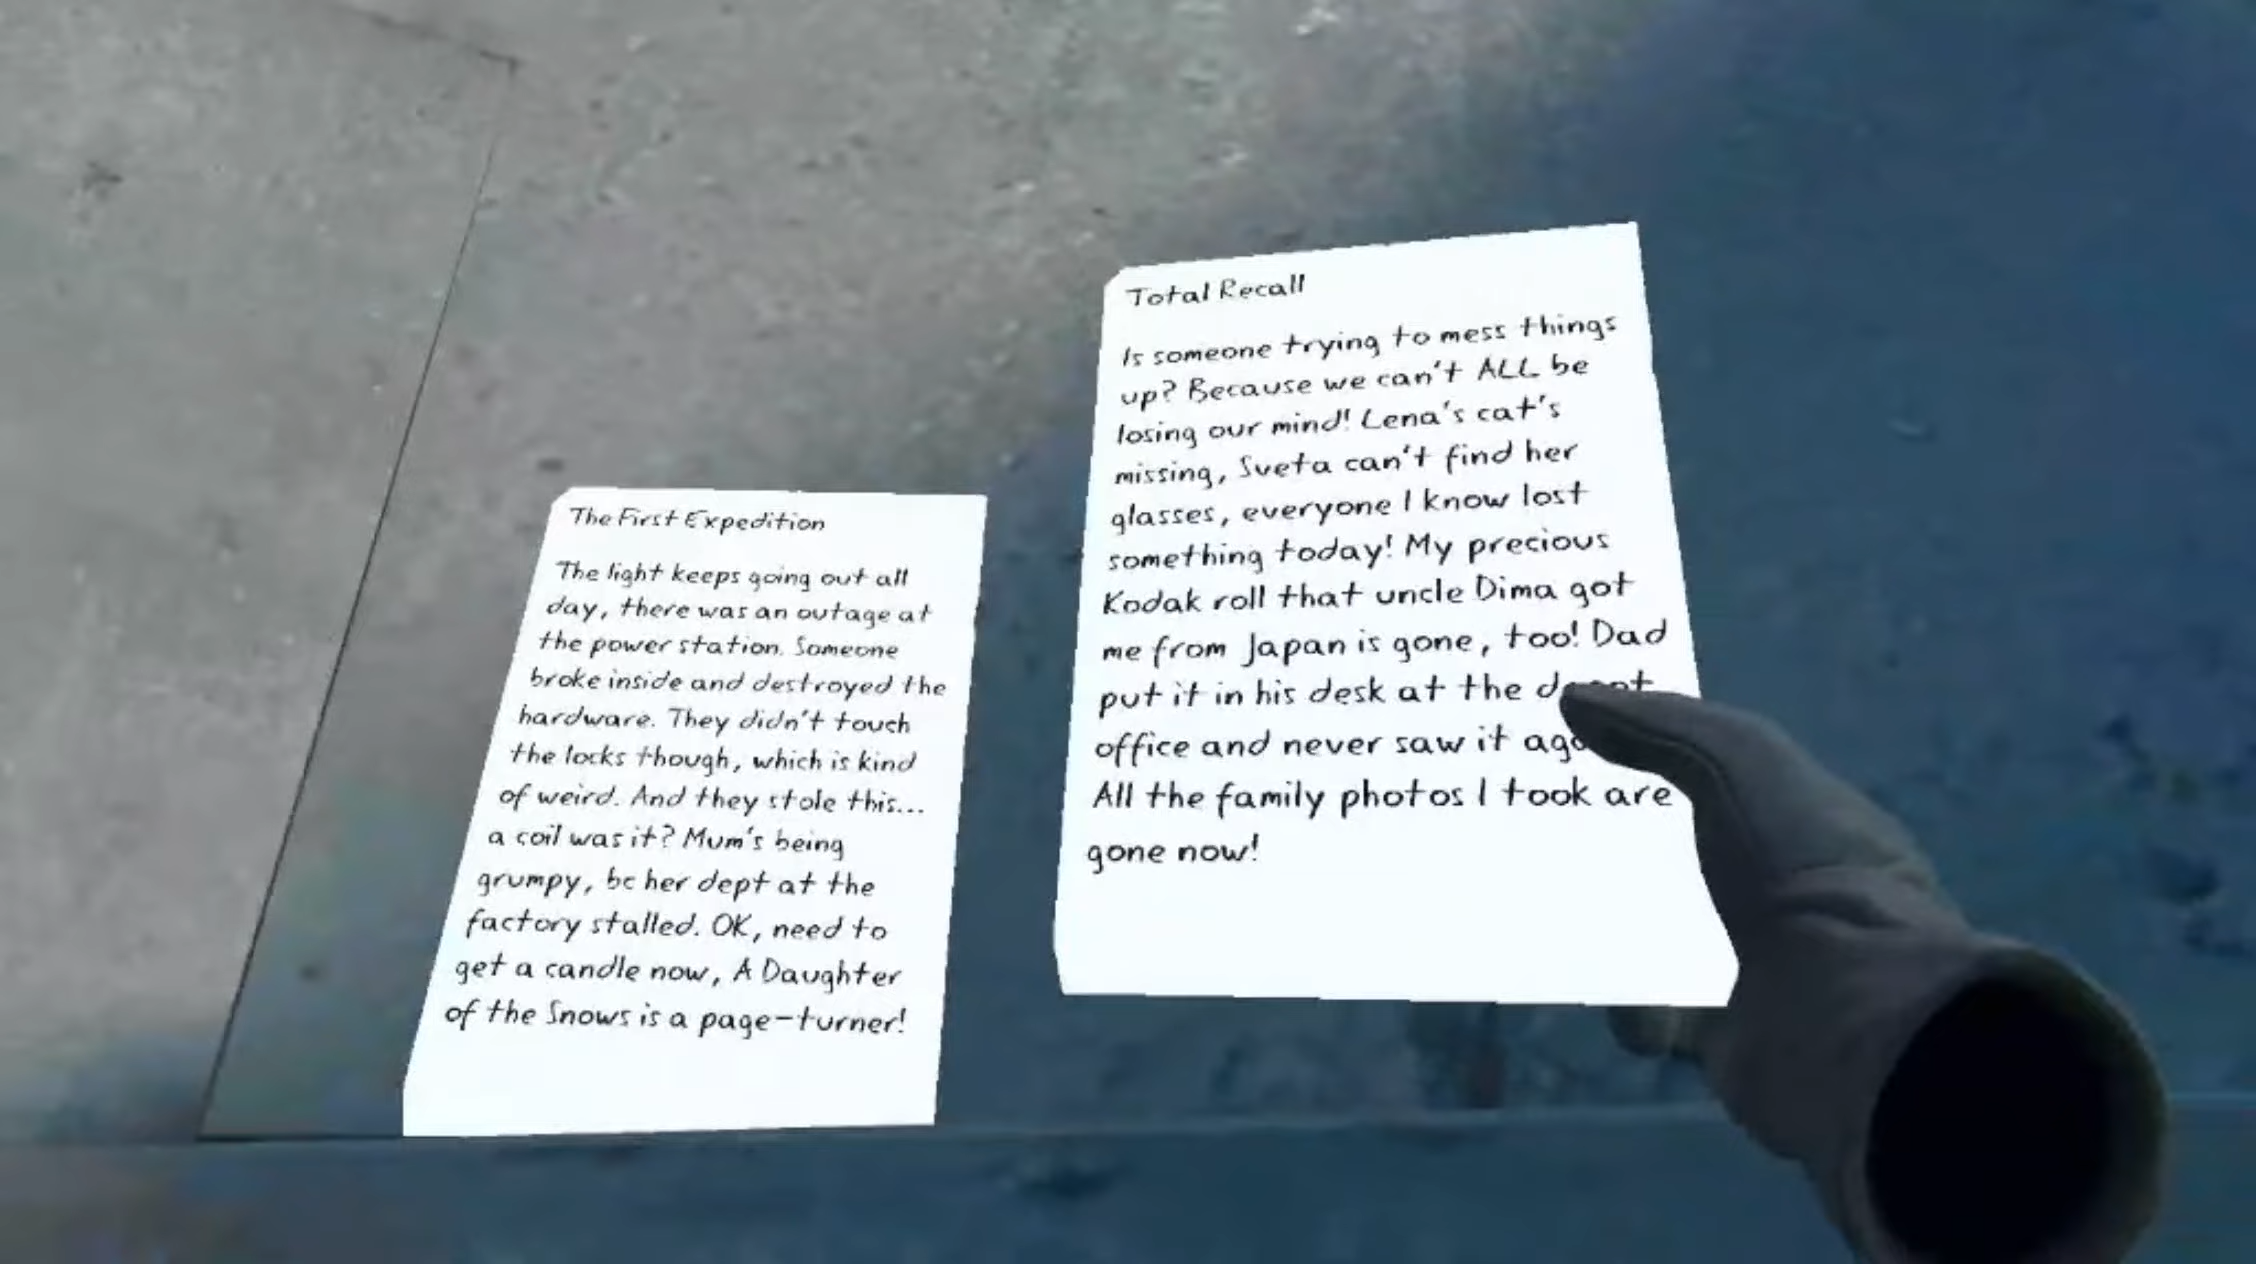 The First Expedition
The light keeps going out all
day, there was an outage at
the power station. Someone
broke inside and destroyed the
hardware. They didn't touch
the locks though, which is kind
of weird. And they stole this...
a coil was it? Mum's being
grumpy, bc her dept at the
factory stalled. OK, need to
get a candle now, A Daughter
of the Snows is a page-turner!
Total Recall
Is someone trying to mess things
up? Because we can't ALL be
losing our mind! Lena's cat's
missing, Sveta can't find her
glasses, everyone I know lost
something today! My precious
Kodak roll that uncle Dima got
me from Japan is gone, too! Dad
put it in his desk at the
office and never saw it
All the family photos I took are
gone now!